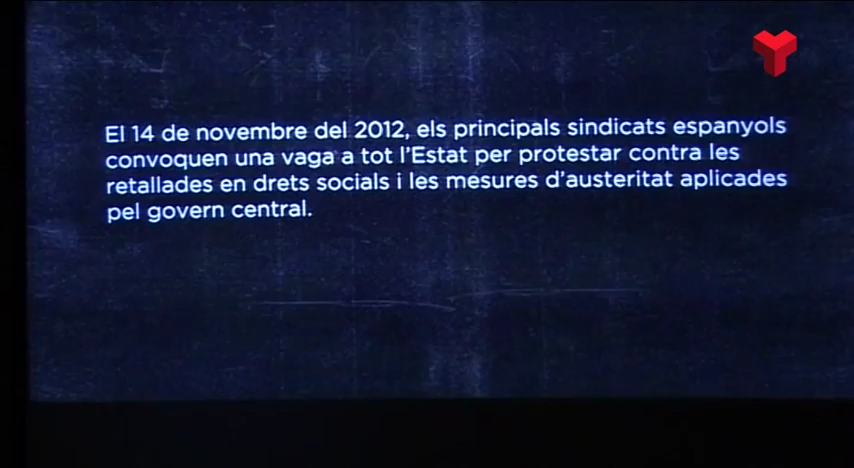 El 14 de novembre del 2012, els principals sindicats espanyols
convoquen una vaga a tot l'Estat per protestar contra les
retallades en drets socials i les mesures d'austeritat aplicades
pel govern central.